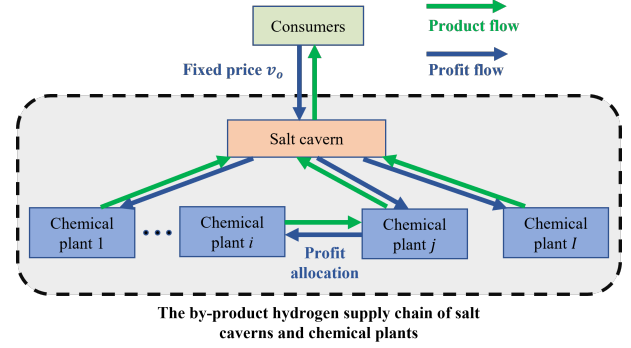 Consumers
Product flow
Profit flow
Fixed price v₀
Salt cavern
Chemical
plant 1
Chemical
plant i
Chemical
plant j
Chemical
plant I
Profit
allocation
The by-product hydrogen supply chain of salt
caverns and chemical plants